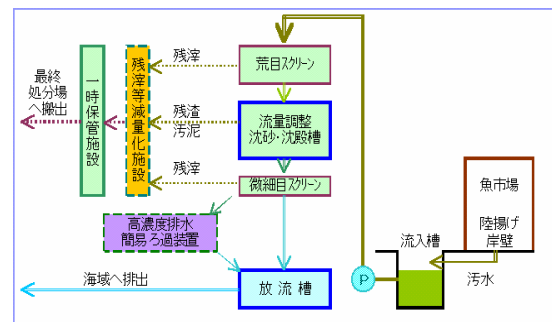 最終
処分場
へ搬出
一時保管施設
残滓等減量化施設
残滓
残渣
汚泥
残滓
荒目スクリーン
流量調整
沈砂・沈殿槽
微細目スクリーン
高濃度排水
簡易ろ過装置
海域へ排出
放流槽
P
流入槽
汚水
魚市場
陸揚げ
岸壁